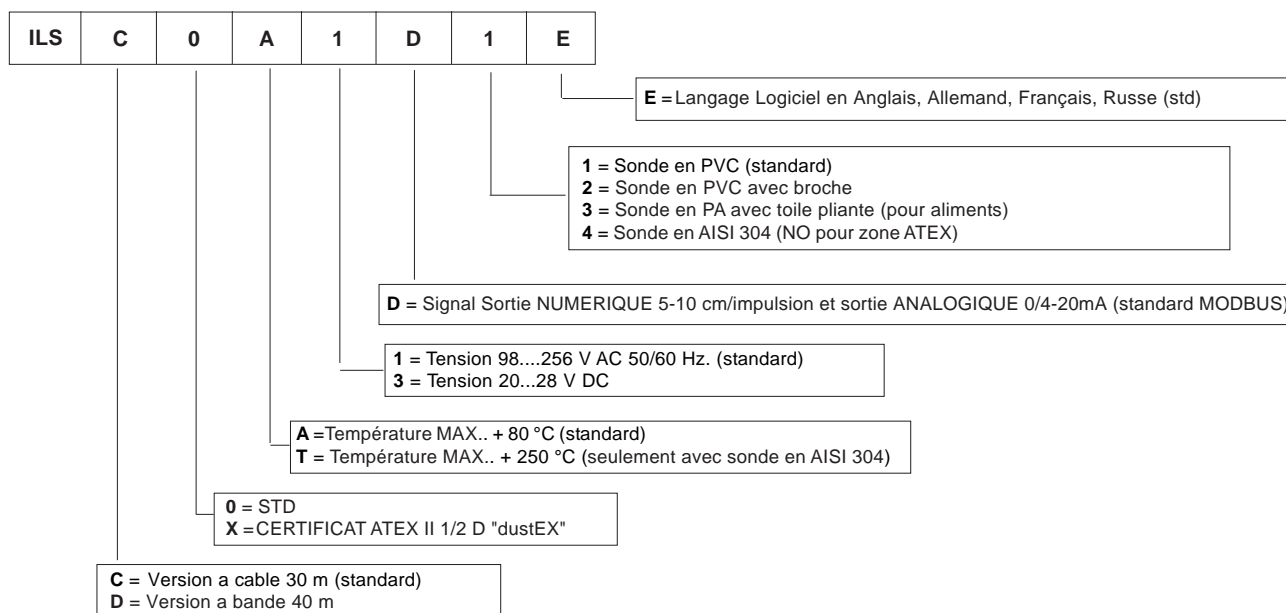 ILS C 0 A 1 D 1 E
E =Langage Logiciel en Anglais, Allemand, Français, Russe (std)
1 = Sonde en PVC (standard)
2 = Sonde en PVC avec broche
3 = Sonde en PA avec toile pliante (pour aliments)
4 = Sonde en AISI 304 (NO pour zone ATEX)
D = Signal Sortie NUMERIQUE 5-10 cm/impulsion et sortie ANALOGIQUE 0/4-20mA (standard MODBUS)
1 = Tension 98....256 V AC 50/60 Hz. (standard)
3 = Tension 20...28 V DC
A =Température MAX.. + 80 °C (standard)
T = Température MAX.. + 250 °C (seulement avec sonde en AISI 304)
0 = STD
X =CERTIFICAT ATEX II 1/2 D "dustEX"
C = Version a cable 30 m (standard)
D = Version a bande 40 m